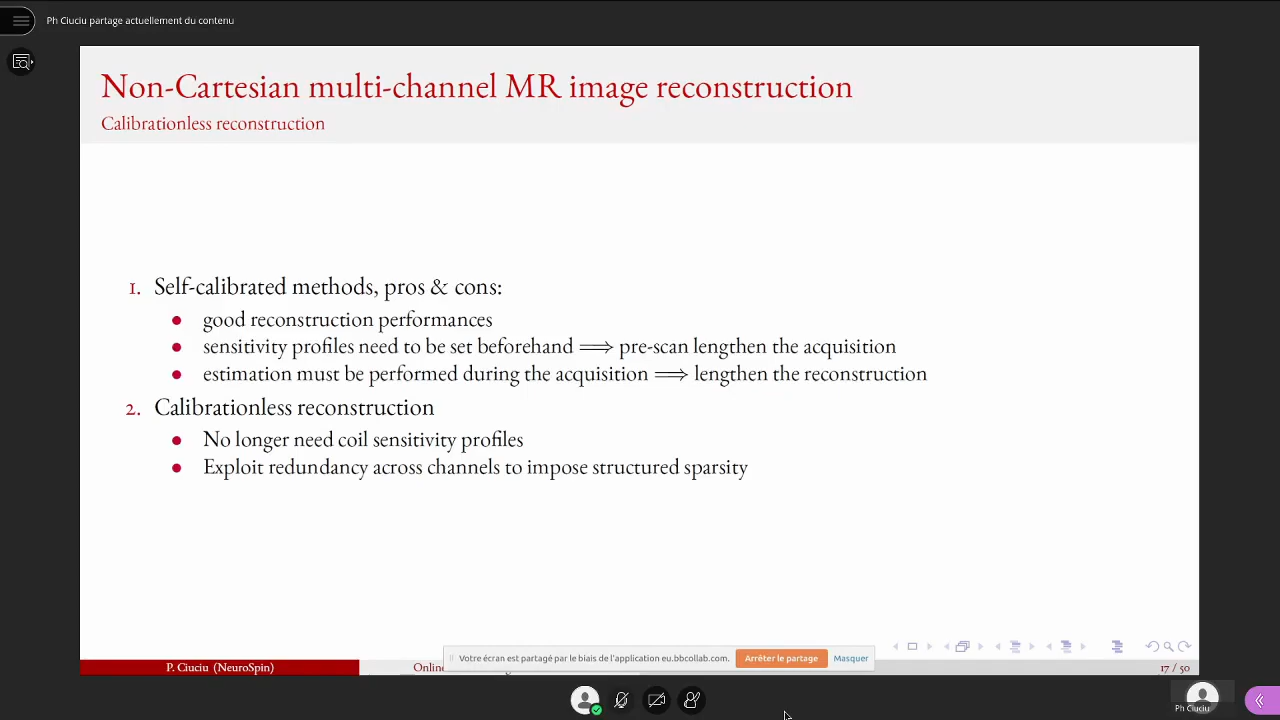 Ph Ciuciu partage actuellement du contenu
Non-Cartesian multi-channel MR image reconstruction
Calibrationless reconstruction
1. Self-calibrated methods, pros & cons:
● good reconstruction performances
● sensitivity profiles need to be set beforehand ⟹ pre-scan lengthen the acquisition
● estimation must be performed during the acquisition ⟹ lengthen the reconstruction
2. Calibrationless reconstruction
● No longer need coil sensitivity profiles
● Exploit redundancy across channels to impose structured sparsity
Votre écran est partagé par le biais de l'application eu.bbcollab.com. Arrêter le partage Masquer
P. Ciuciu (NeuroSpin) 17 / 50
Ph Ciuciu